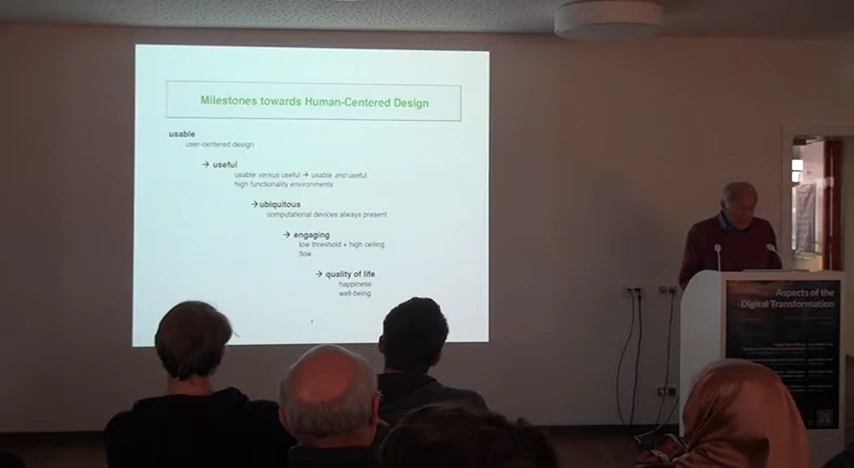 Milestones towards Human-Centered Design
usable
user-centered design
→ useful
usable versus useful → usable and useful
high functionality environments
→ ubiquitous
computational devices always present
→ engaging
low threshold + high ceiling
flow
→ quality of life
happiness
well-being
Aspects of the
Digital Transformation